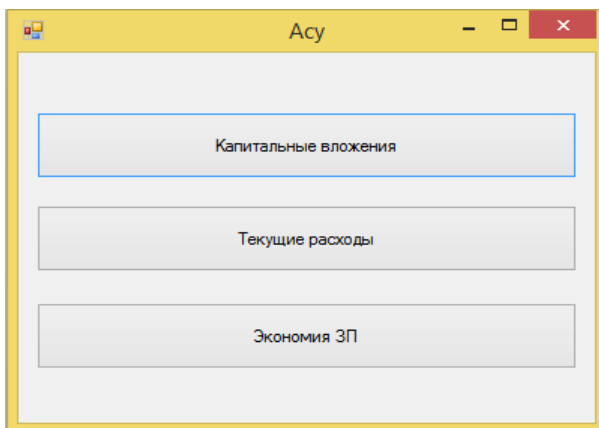 Асу
Капитальные вложения
Текущие расходы
Экономия ЗП